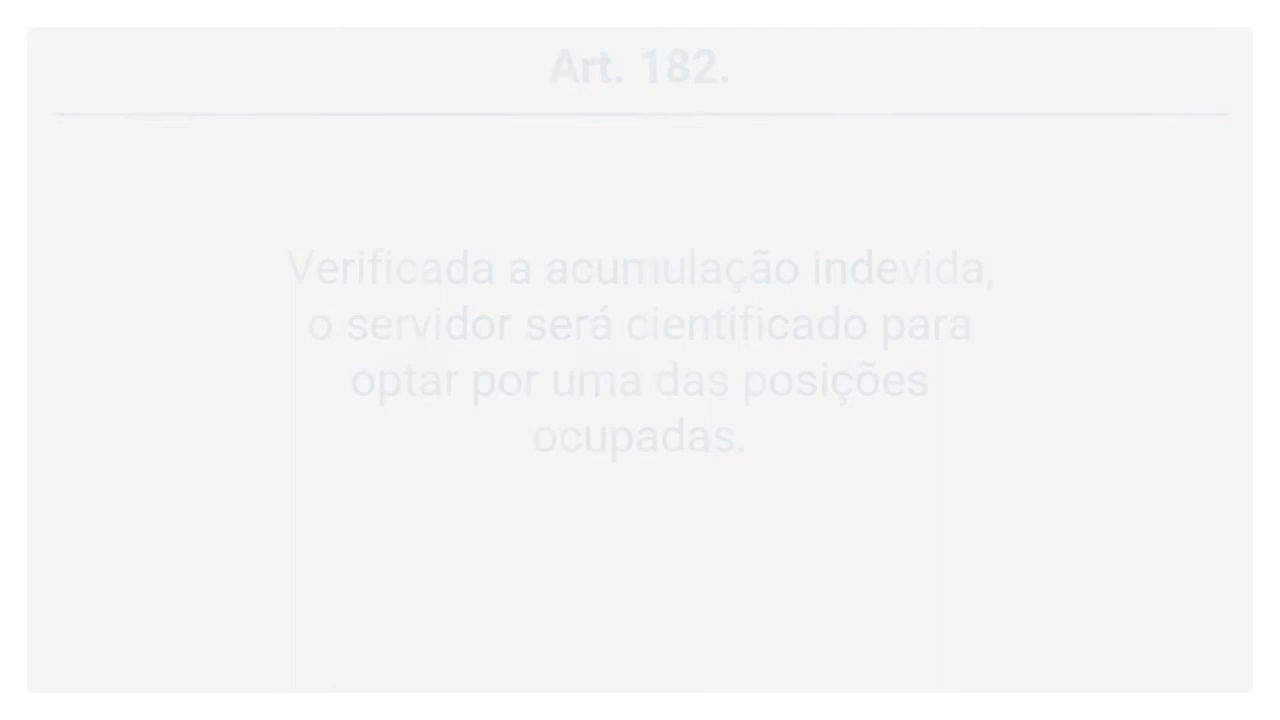 Art. 182.
Verificada a acumulação indevida,
o servidor será cientificado para
optar por uma das posições
ocupadas.